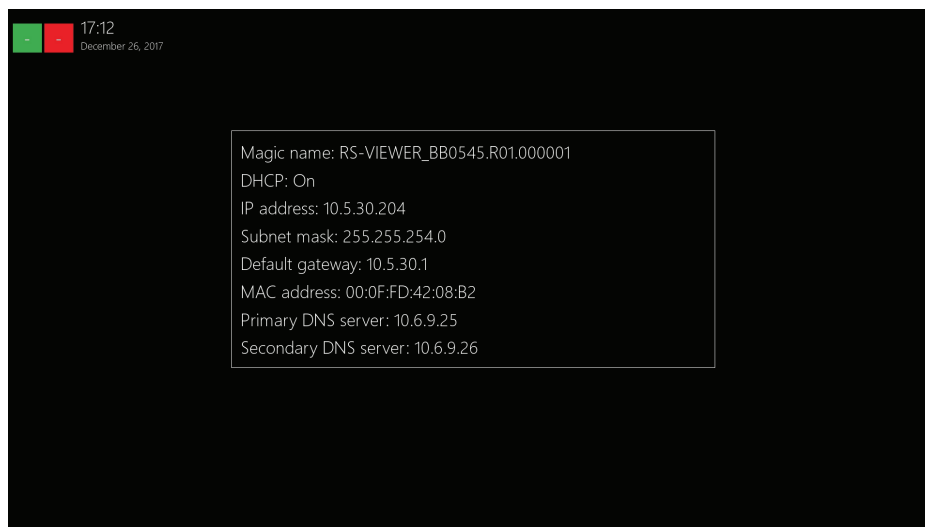 - -
17:12
December 26, 2017
Magic name: RS-VIEWER_BB0545.R01.000001
DHCP: On
IP address: 10.5.30.204
Subnet mask: 255.255.254.0
Default gateway: 10.5.30.1
MAC address: 00:0F:FD:42:08:B2
Primary DNS server: 10.6.9.25
Secondary DNS server: 10.6.9.26